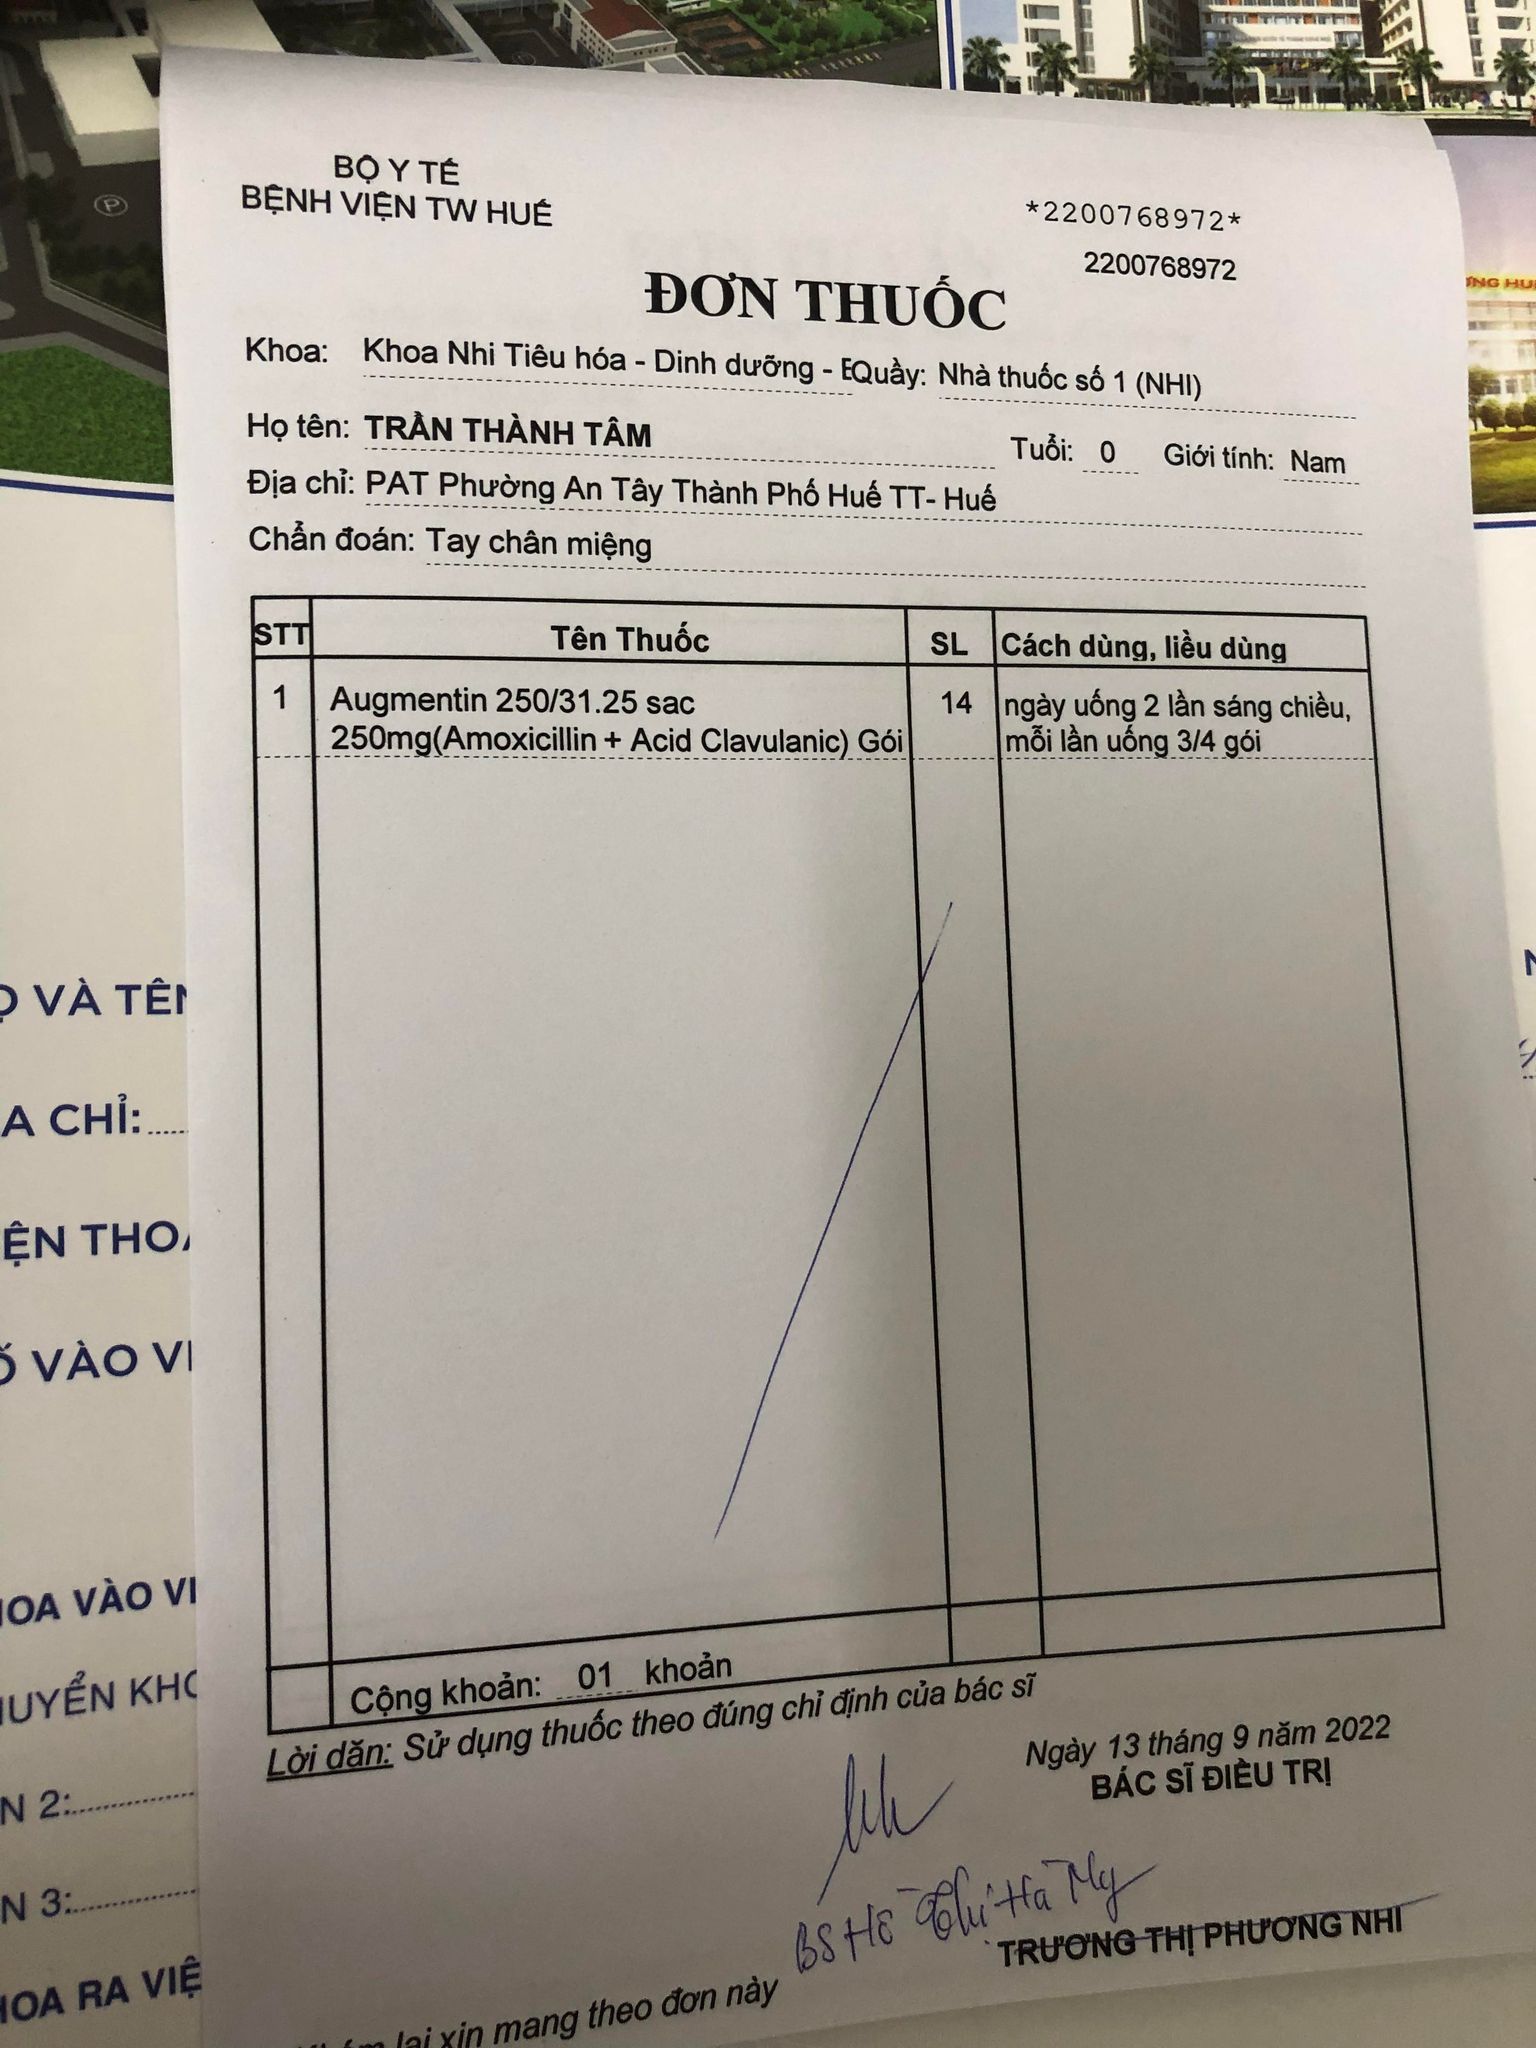 BỘ Y TẾ
BỆNH VIỆN TW HUẾ
*2200768972*
2200768972
ĐƠN THUỐC
Khoa: Khoa Nhi Tiêu hóa - Dinh dưỡng - Quầy: Nhà thuốc số 1 (NHI)
Họ tên: TRẦN THÀNH TÂM Tuổi: 0 Giới tính: Nam
Địa chỉ: PAT Phường An Tây Thành Phố Huế TT- Huế
Chẩn đoán: Tay chân miệng
STT Tên Thuốc SL Cách dùng, liều dùng
1 Augmentin 250/31.25 sac 14 ngày uống 2 lần sáng chiều,
250mg(Amoxicillin + Acid Clavulanic) Gói mỗi lần uống 3/4 gói
Cộng khoản: 01 khoản
Lời dăn: Sử dụng thuốc theo đúng chỉ định của bác sĩ
Ngày 13 tháng 9 năm 2022
BÁC SĨ ĐIỀU TRỊ
BS Hồ Thị Hà My
TRƯƠNG THỊ PHƯƠNG NHI
lại xin mang theo đơn này
VÀ TÊN
A CHỈ:
ỆN THOẠ
VÀO VI
HOA VÀO VI
HUYỂN KHO
N 2:
N 3:
HOA RA VIỆ